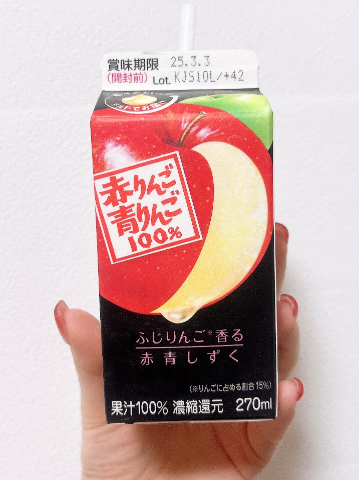 賞味期限 25.3.3
(開封前) Lot. KJS10L/+42
赤りんご
青りんご
100%
ふじりんご※香る
赤青しずく
(※りんごに占める割合15%)
果汁100% 濃縮還元 270ml